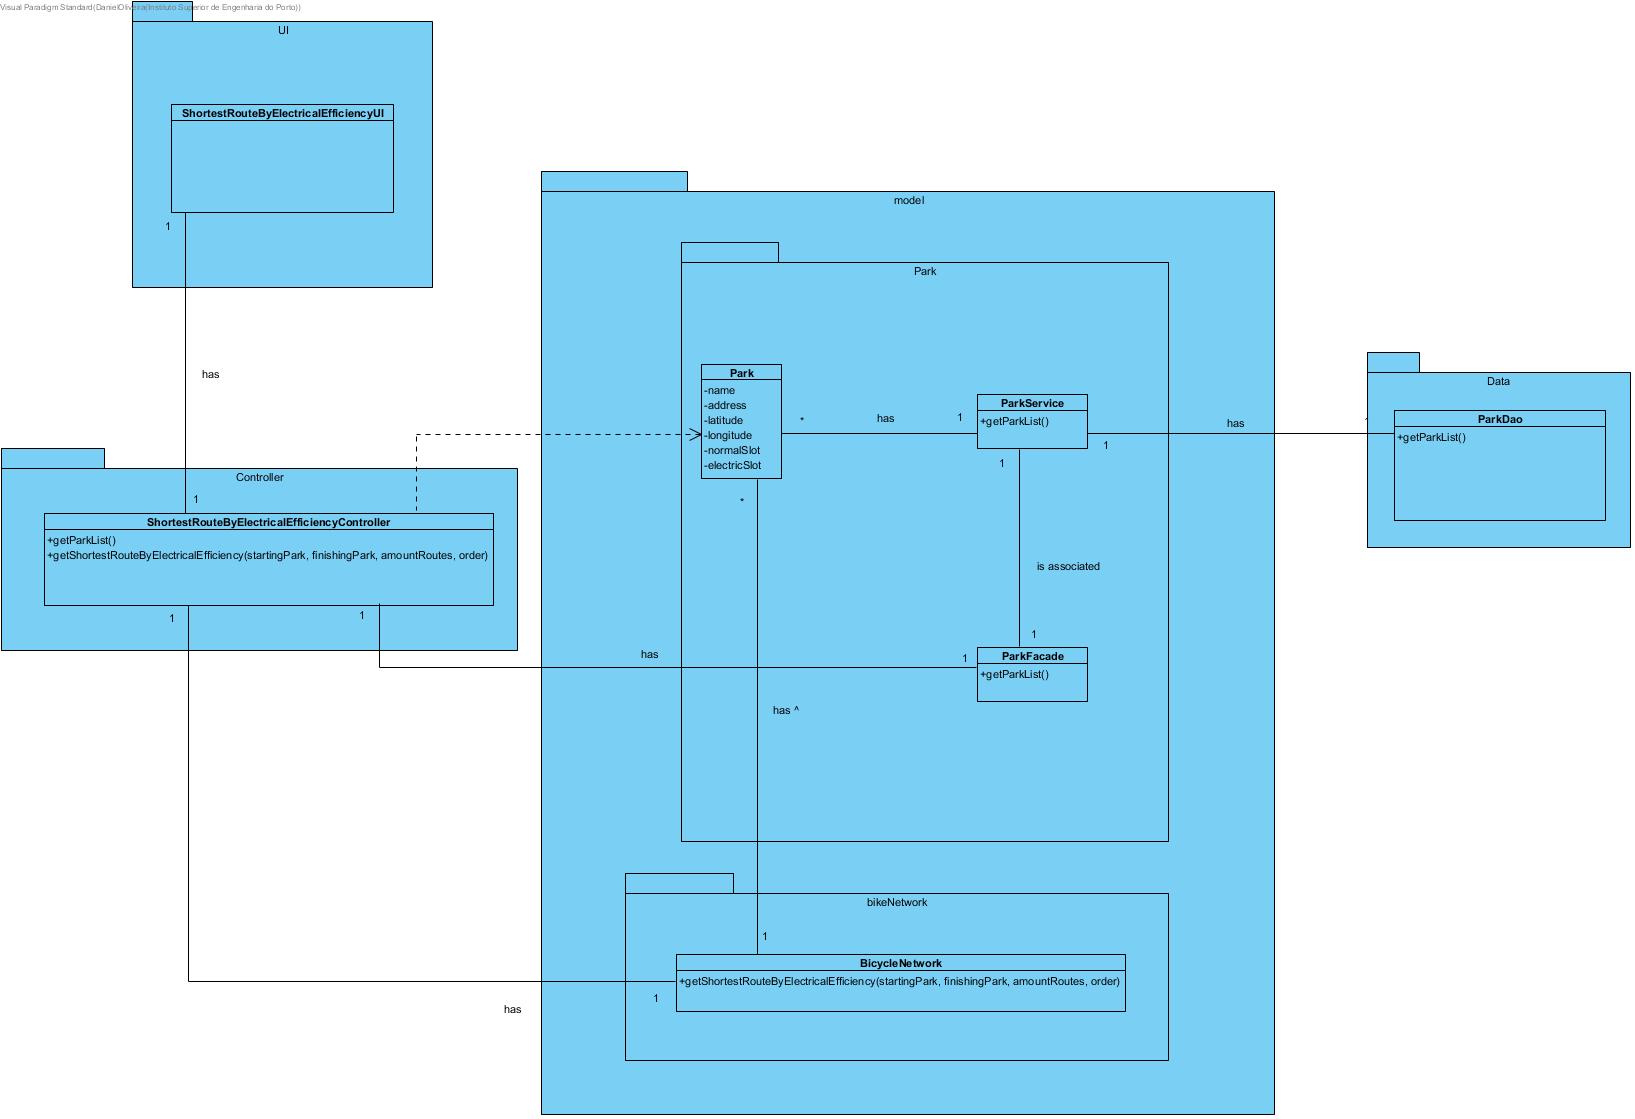 Visual Paradigm Standard(DanielOliveira(Instituto Superior de Engenharia do Porto))
UI
ShortestRouteByElectricalEfficiencyUI
1
has
1
Controller
ShortestRouteByElectricalEfficiencyController
+getParkList()
+getShortestRouteByElectricalEfficiency(startingPark, finishingPark, amountRoutes, order)
1
1
has
1
has
1
model
Park
Park
-name
-address
-latitude
-longitude
-normalSlot
-electricSlot
*
has
1
ParkService
+getParkList()
1
1
is associated
1
ParkFacade
+getParkList()
*
has ^
1
bikeNetwork
BicycleNetwork
+getShortestRouteByElectricalEfficiency(startingPark, finishingPark, amountRoutes, order)
has
Data
ParkDao
+getParkList()